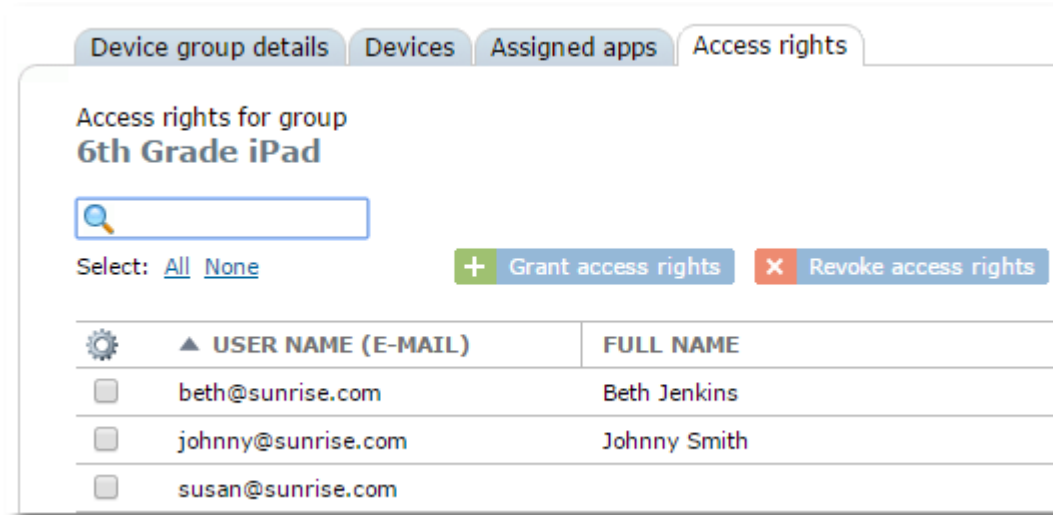 Device group details Devices Assigned apps Access rights
Access rights for group
6th Grade iPad
Select: All None + Grant access rights × Revoke access rights
▲ USER NAME (E-MAIL) FULL NAME
beth@sunrise.com Beth Jenkins
johnny@sunrise.com Johnny Smith
susan@sunrise.com